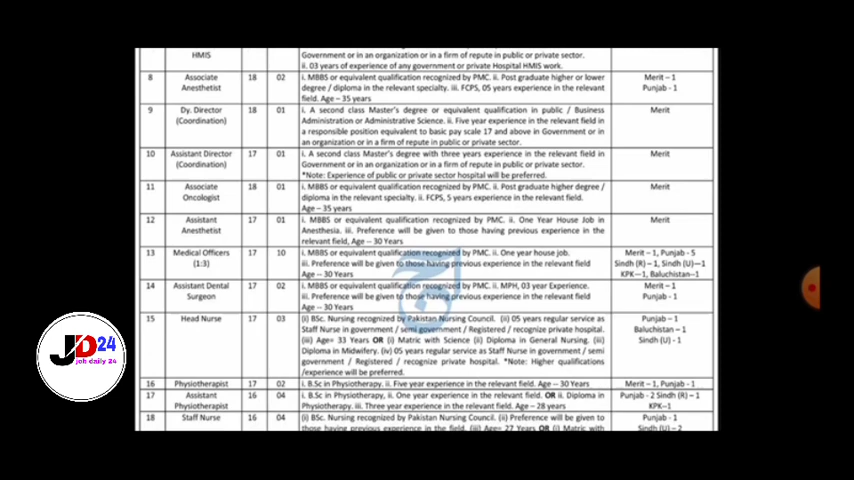 HMIS Government or in an organization or in a firm of repute in public or private sector.
ii. 03 years of experience of any government or private Hospital HMIS work.
8 Associate 18 02 i. MBBS or equivalent qualification recognized by PMC. ii. Post graduate higher or lower Merit – 1
Anesthetist degree / diploma in the relevant specialty. iii. FCPS, 05 years experience in the relevant Punjab - 1
field. Age – 35 years
9 Dy. Director 18 01 i. A second class Master's degree or equivalent qualification in public / Business Merit
(Coordination) Administration or Administrative Science. ii. Five year experience in the relevant field in
a responsible position equivalent to basic pay scale 17 and above in Government or in
an organization or in a firm of repute in public or private sector.
10 Assistant Director 17 01 i. A second class Master's degree with three years experience in the relevant field in Merit
(Coordination) Government or in an organization or in a firm of repute in public or private sector.
*Note: Experience of public or private sector hospital will be preferred.
11 Associate 18 01 i. MBBS or equivalent qualification recognized by PMC. ii. Post graduate higher degree / Merit
Oncologist diploma in the relevant specialty. ii. FCPS, 5 years experience in the relevant field.
Age – 35 years
12 Assistant 17 01 i. MBBS or equivalent qualification recognized by PMC. ii. One Year House Job in Merit
Anesthetist Anesthesia. iii. Preference will be given to those having previous experience in the
relevant field, Age -- 30 Years
13 Medical Officers 17 10 i. MBBS or equivalent qualification recognized by PMC. ii. One year house job. Merit – 1, Punjab - 5
(1:3) iii. Preference will be given to those having previous experience in the relevant field Sindh (R) – 1, Sindh (U) —1
Age -- 30 Years KPK—1, Baluchistan–1
14 Assistant Dental 17 02 i. MBBS or equivalent qualification recognized by PMC. ii. MPH, 03 year Experience. Merit – 1
Surgeon iii. Preference will be given to those having previous experience in the relevant field Punjab - 1
Age -- 30 Years
15 Head Nurse 17 03 (i) BSc. Nursing recognized by Pakistan Nursing Council. (ii) 05 years regular service as Punjab – 1
Staff Nurse in government / semi government / Registered / recognize private hospital. Baluchistan – 1
(iii) Age= 33 Years OR (i) Matric with Science (ii) Diploma in General Nursing. (iii) Sindh (U) - 1
Diploma in Midwifery. (iv) 05 years regular service as Staff Nurse in government / semi
government / Registered / recognize private hospital. *Note: Higher qualifications
/experience will be preferred.
16 Physiotherapist 17 02 i. B.Sc in Physiotherapy. ii. Five year experience in the relevant field. Age -- 30 Years Merit – 1, Punjab - 1
17 Assistant 16 04 i. B.Sc in Physiotherapy, ii. One year experience in the relevant field. OR ii. Diploma in Punjab - 2 Sindh (R) – 1
Physiotherapist Physiotherapy. iii. Three year experience in the relevant field. Age – 28 years KPK–1
18 Staff Nurse 16 04 (i) BSc. Nursing recognized by Pakistan Nursing Council. (ii) Preference will be given to Punjab - 1
those having previous experience in the field. (iii) Age= 27 Years OR (i) Matric with Sindh (U) – 2
JD24
job daily 24